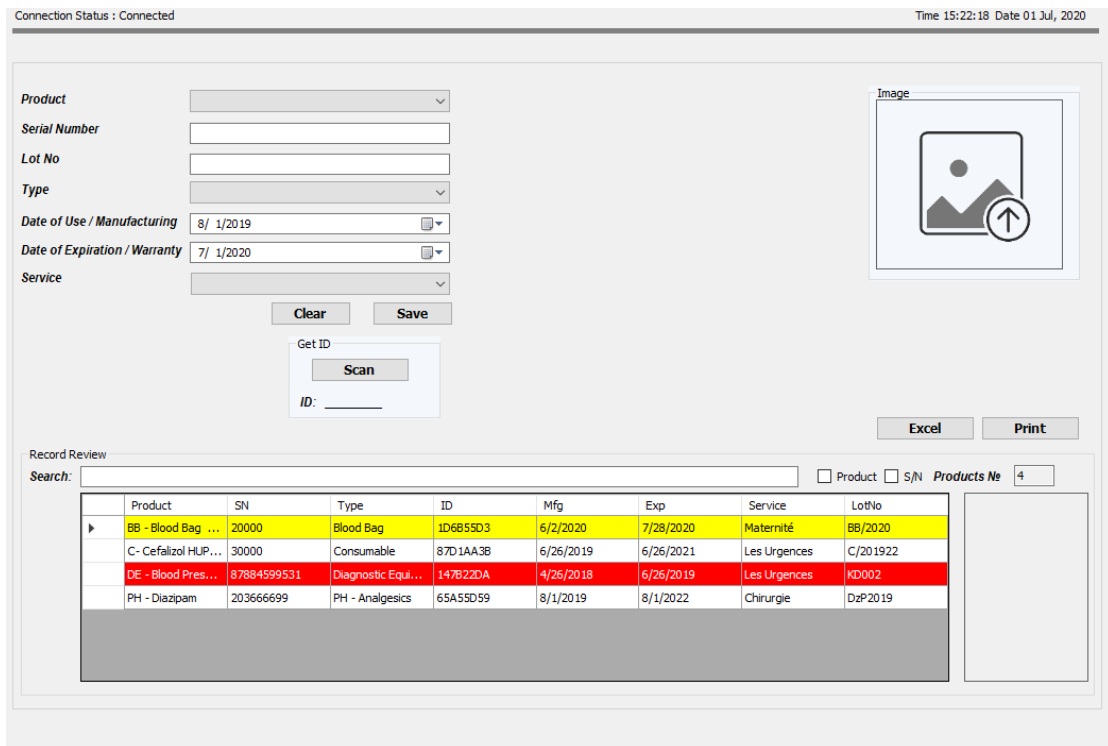 Connection Status : Connected
Time 15:22:18 Date 01 Jul, 2020
Product
Image
Serial Number
Lot No
Type
Date of Use / Manufacturing 8/ 1/2019
Date of Expiration / Warranty 7/ 1/2020
Service
Clear Save
Get ID
Scan
ID: ________
Excel Print
Record Review
Search: Product S/N Products № 4
Product SN Type ID Mfg Exp Service LotNo
BB - Blood Bag ... 20000 Blood Bag 1D6B55D3 6/2/2020 7/28/2020 Maternité BB/2020
C- Cefalizol HUP... 30000 Consumable 87D1AA3B 6/26/2019 6/26/2021 Les Urgences C/201922
DE - Blood Pres... 87884599531 Diagnostic Equi... 147B22DA 4/26/2018 6/26/2019 Les Urgences KD002
PH - Diazipam 203666699 PH - Analgesics 65A55D59 8/1/2019 8/1/2022 Chirurgie DzP2019